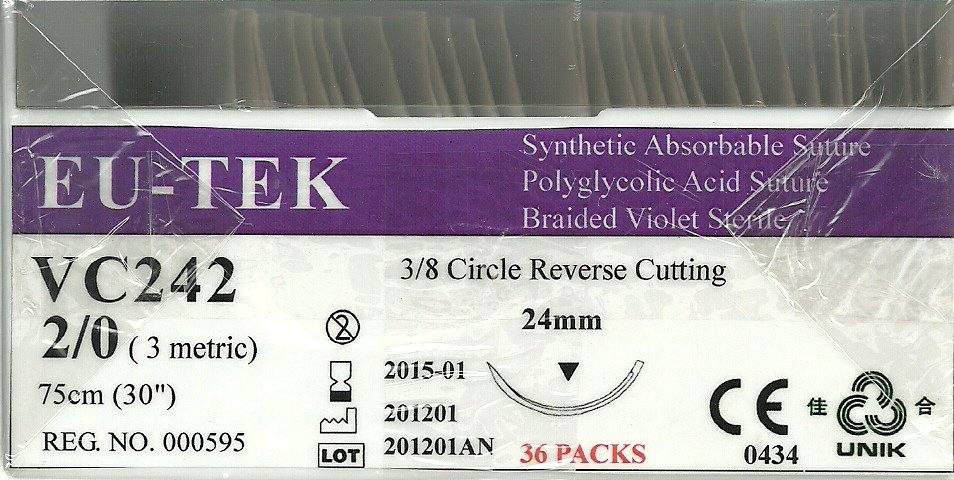 EU-TEK
Synthetic Absorbable Suture
Polyglycolic Acid Suture
Braided Violet Sterile
VC242
3/8 Circle Reverse Cutting
24mm
2/0 ( 3 metric)
2
75cm (30")
2015-01
201201
REG. NO. 000595
LOT 201201AN
36 PACKS
CE
0434
佳 合
UNIK